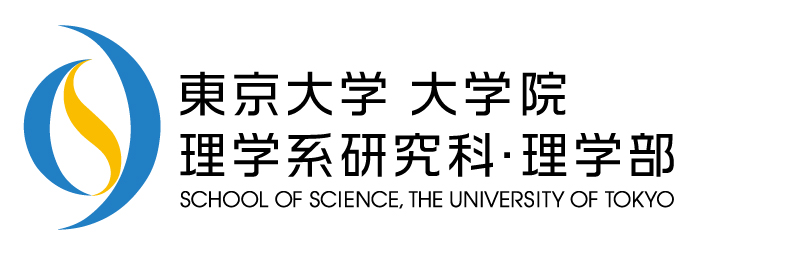 東京大学 大学院
理学系研究科·理学部
SCHOOL OF SCIENCE, THE UNIVERSITY OF TOKYO